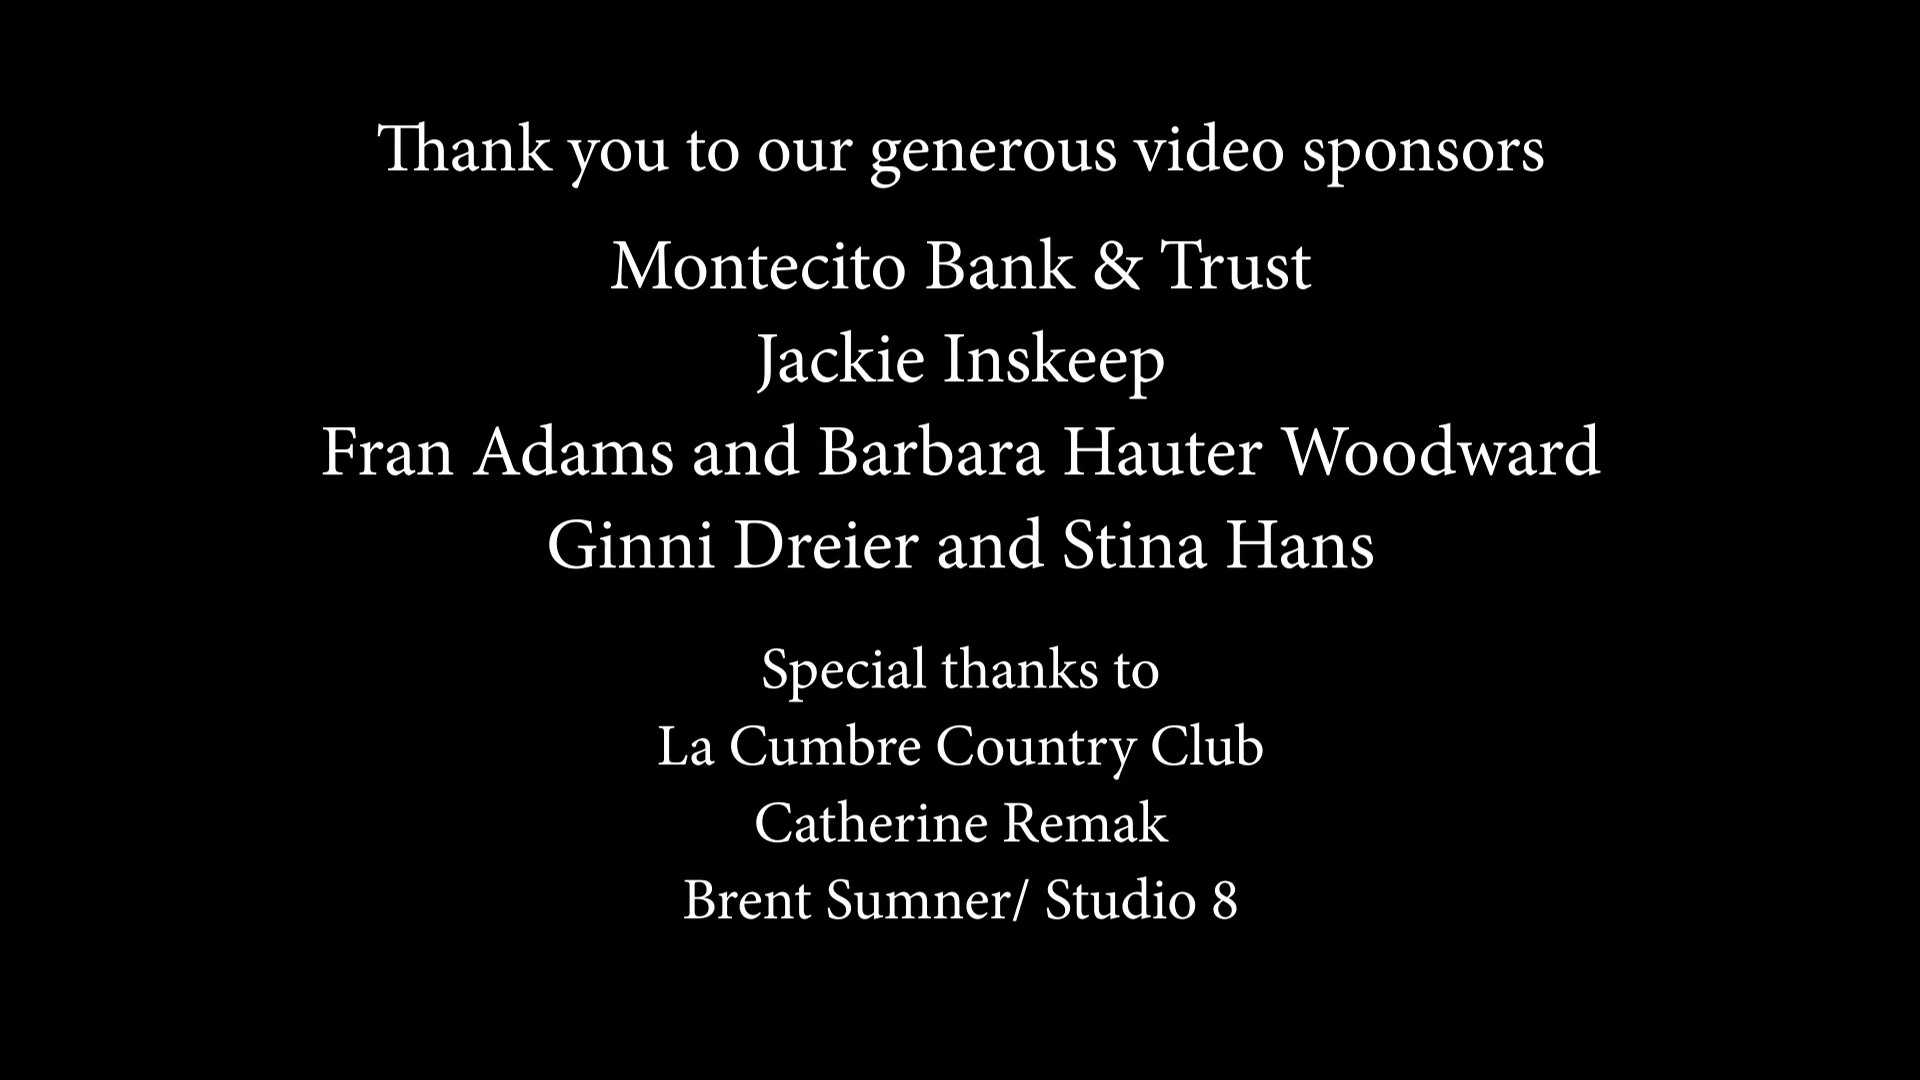 Thank you to our generous video sponsors
Montecito Bank & Trust
Jackie Inskeep
Fran Adams and Barbara Hauter Woodward
Ginni Dreier and Stina Hans
Special thanks to
La Cumbre Country Club
Catherine Remak
Brent Sumner/ Studio 8